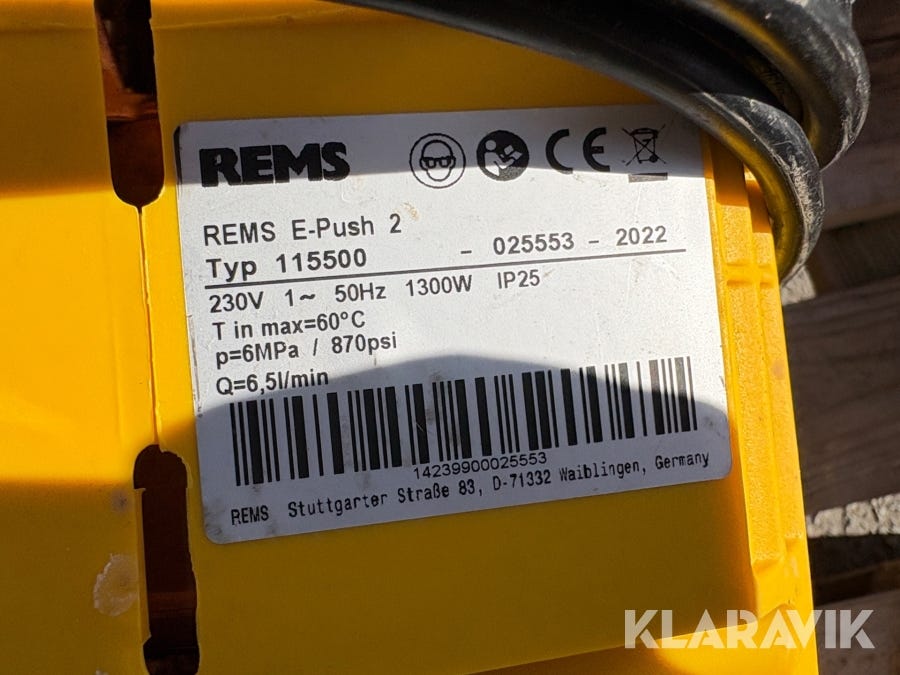 REMS
CE
REMS E-Push 2
Typ 115500 - 025553 - 2022
230V 1~ 50Hz 1300W IP25
T in max=60°C
p=6MPa / 870psi
Q=6,5l/min
14239900025553
REMS Stuttgarter Straße 83, D-71332 Waiblingen, Germany
KLARAVIK